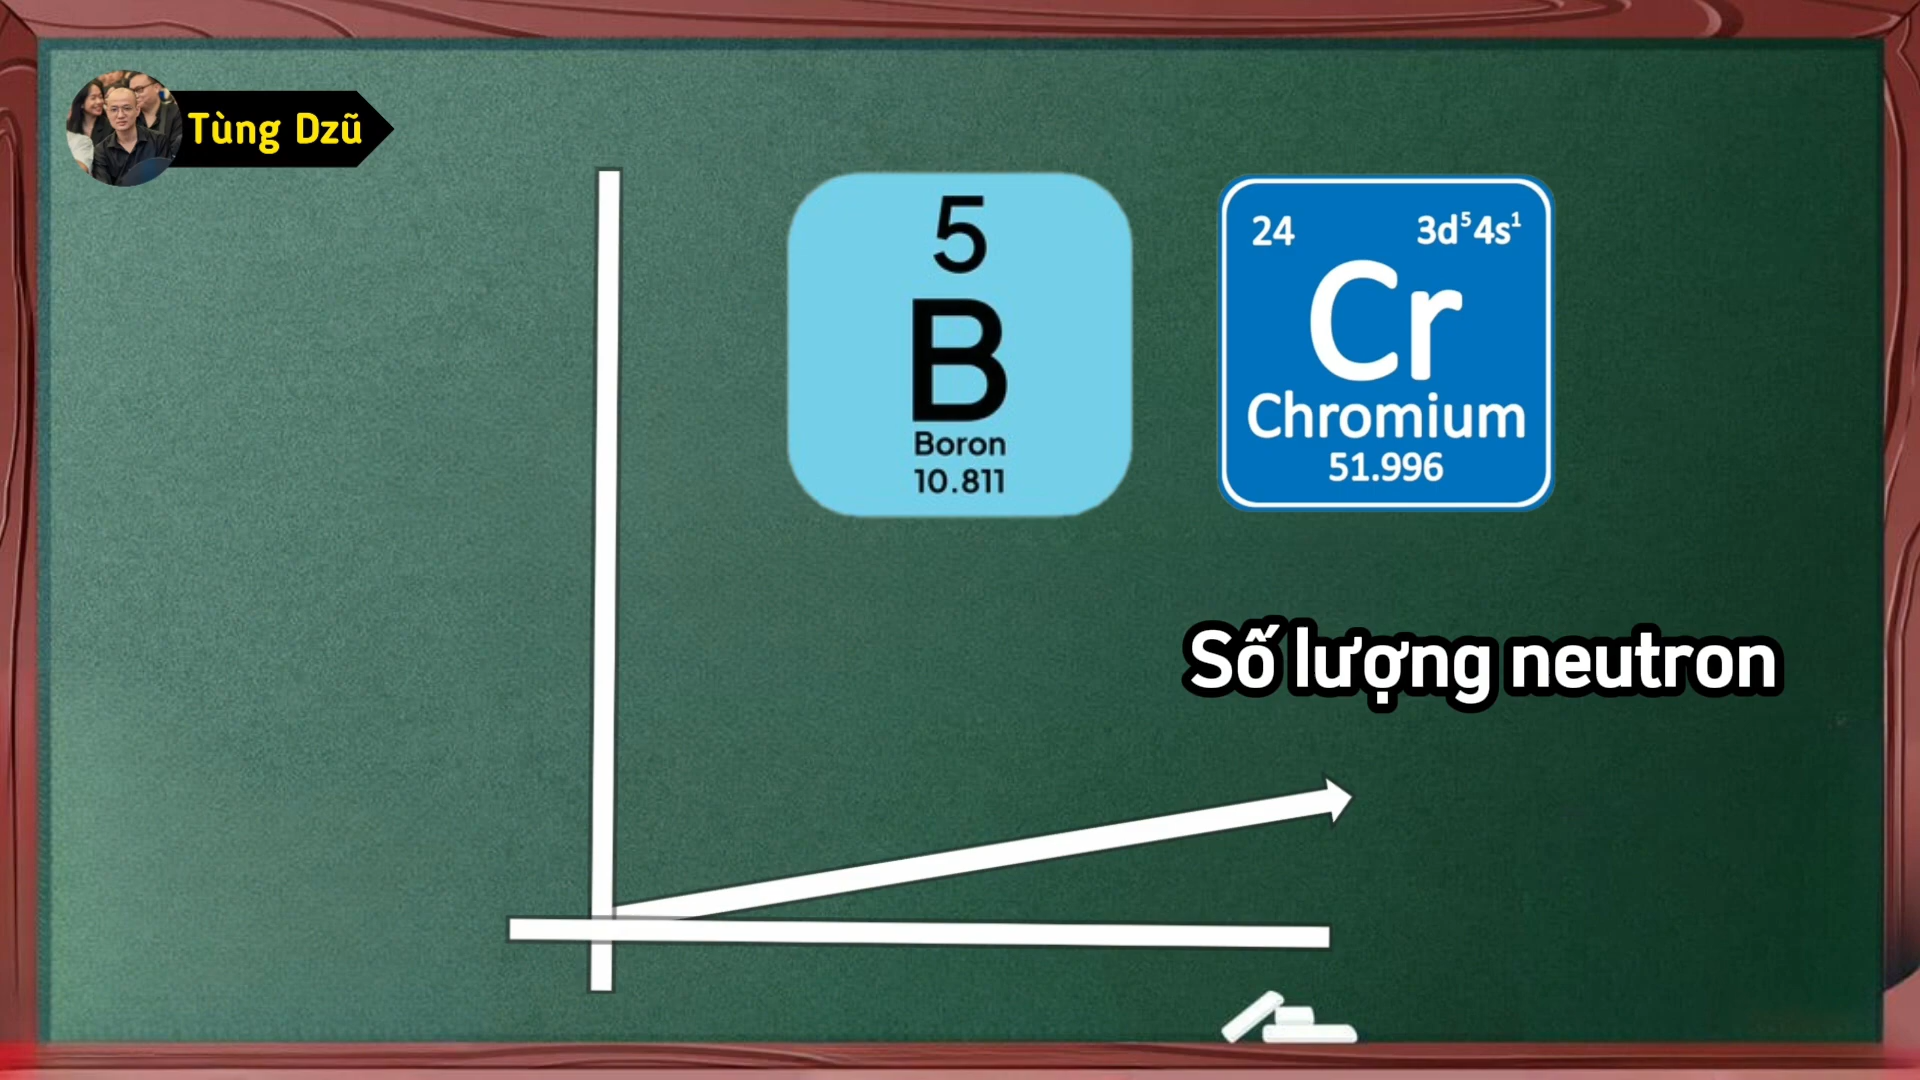 Tùng Dzũ
5
B
Boron
10.811
24 3d⁵4s¹
Cr
Chromium
51.996
Số lượng neutron